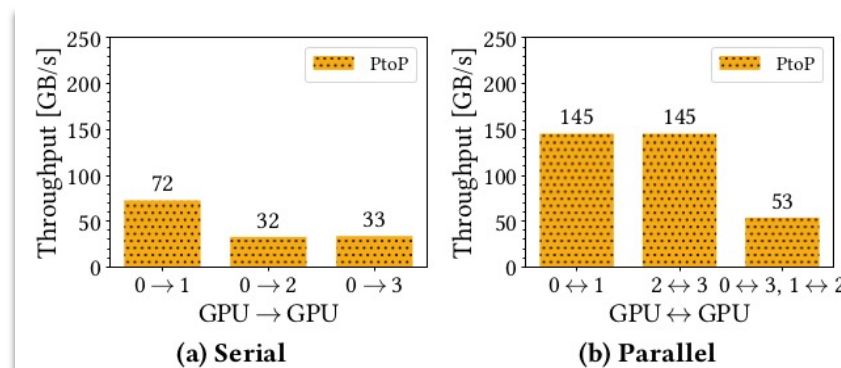 250
200
150
100
50
0
Throughput [GB/s]
PtoP
72
32
33
0 → 1 0 → 2 0 → 3
GPU → GPU
(a) Serial
250
200
150
100
50
0
Throughput [GB/s]
PtoP
145
145
53
0 ↔ 1 2 ↔ 3 0 ↔ 3, 1 ↔ 2
GPU ↔ GPU
(b) Parallel